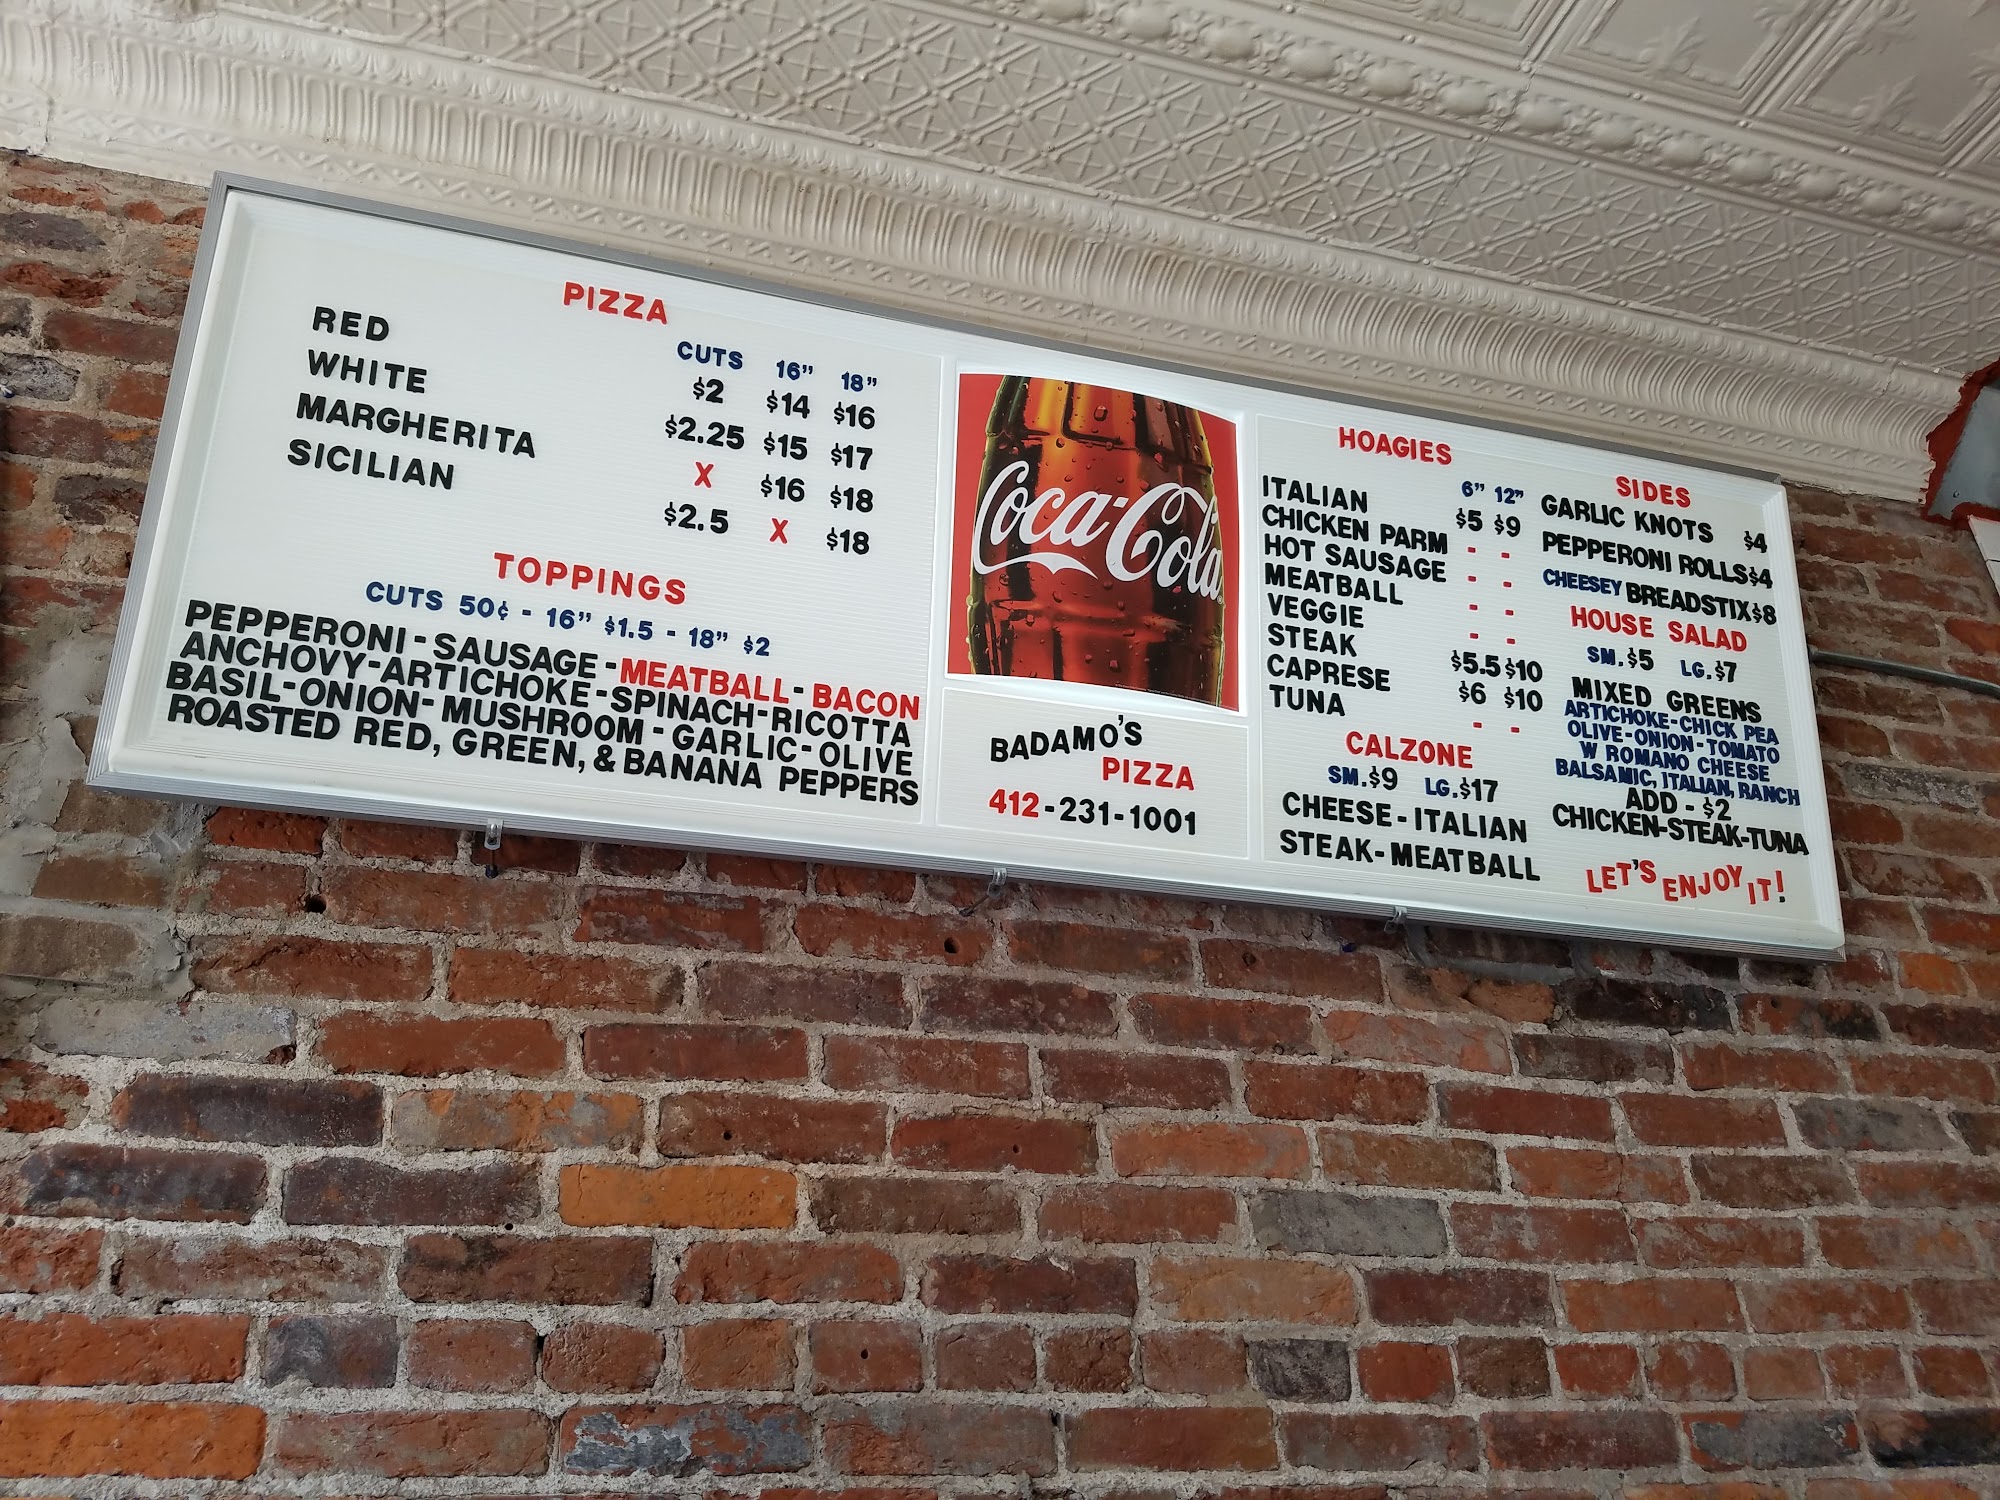 PIZZA
CUTS 16" 18"
RED $2 $14 $16
WHITE $2.25 $15 $17
MARGHERITA X $16 $18
SICILIAN $2.5 X $18
TOPPINGS
CUTS 50¢ - 16" $1.5 - 18" $2
PEPPERONI-SAUSAGE-MEATBALL-BACON
ANCHOVY-ARTICHOKE-SPINACH-RICOTTA
BASIL-ONION-MUSHROOM-GARLIC-OLIVE
ROASTED RED, GREEN, & BANANA PEPPERS
Coca-Cola
BADAMO'S
PIZZA
412-231-1001
HOAGIES
6" 12"
ITALIAN $5 $9
CHICKEN PARM - -
HOT SAUSAGE - -
MEATBALL - -
VEGGIE - -
STEAK $5.5 $10
CAPRESE $6 $10
TUNA - -
CALZONE
SM.$9 LG.$17
CHEESE-ITALIAN
STEAK-MEATBALL
SIDES
GARLIC KNOTS $4
PEPPERONI ROLLS $4
CHEESEY BREADSTIX $8
HOUSE SALAD
SM.$5 LG.$7
MIXED GREENS
ARTICHOKE-CHICK PEA
OLIVE-ONION-TOMATO
W ROMANO CHEESE
BALSAMIC, ITALIAN, RANCH
ADD - $2
CHICKEN-STEAK-TUNA
LET'S ENJOY IT!